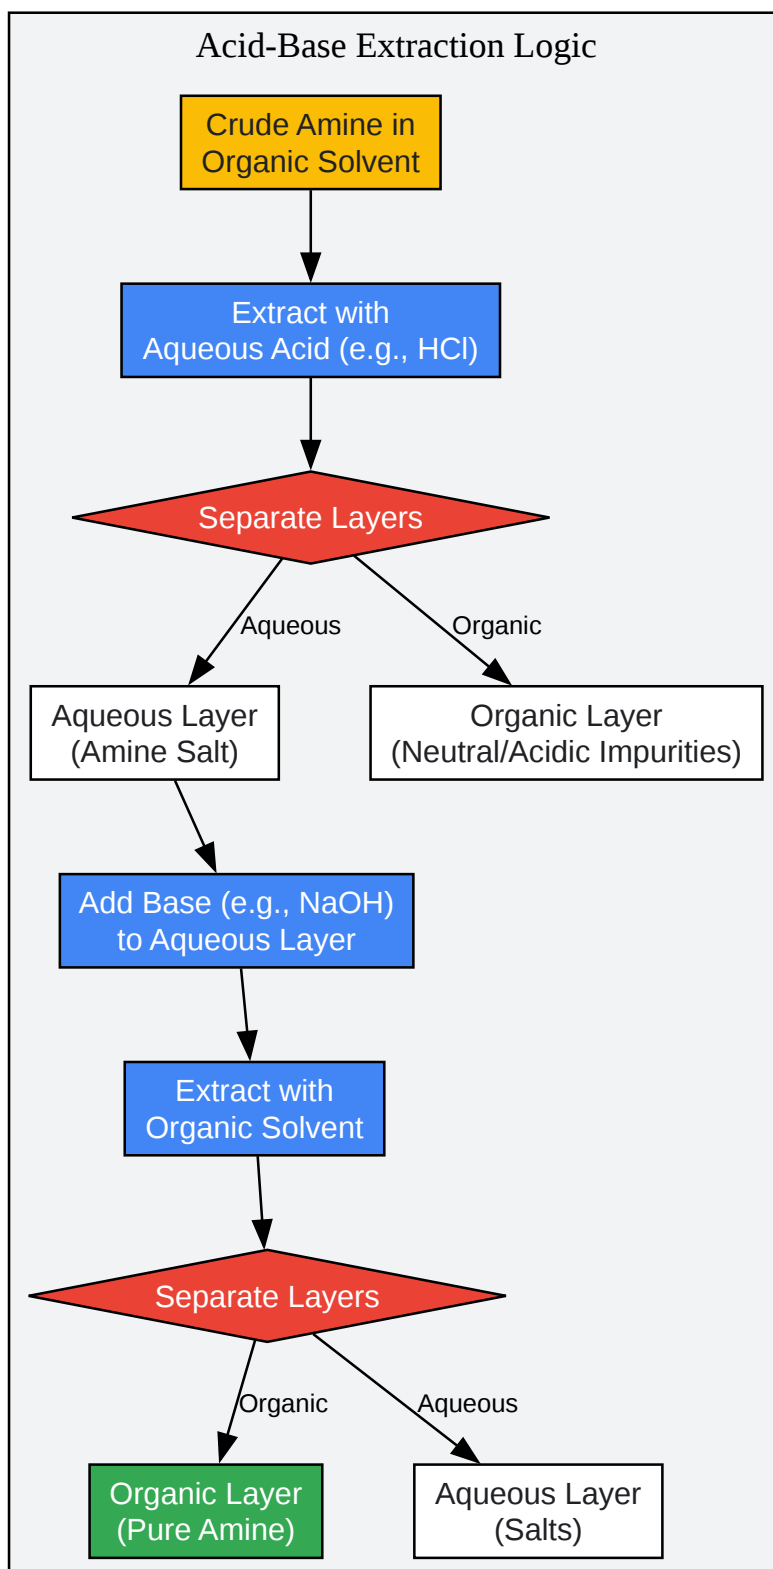 Acid-Base Extraction Logic
Crude Amine in
Organic Solvent
Extract with
Aqueous Acid (e.g., HCl)
Separate Layers
Aqueous
Organic
Aqueous Layer
(Amine Salt)
Organic Layer
(Neutral/Acidic Impurities)
Add Base (e.g., NaOH)
to Aqueous Layer
Extract with
Organic Solvent
Separate Layers
Organic
Aqueous
Organic Layer
(Pure Amine)
Aqueous Layer
(Salts)